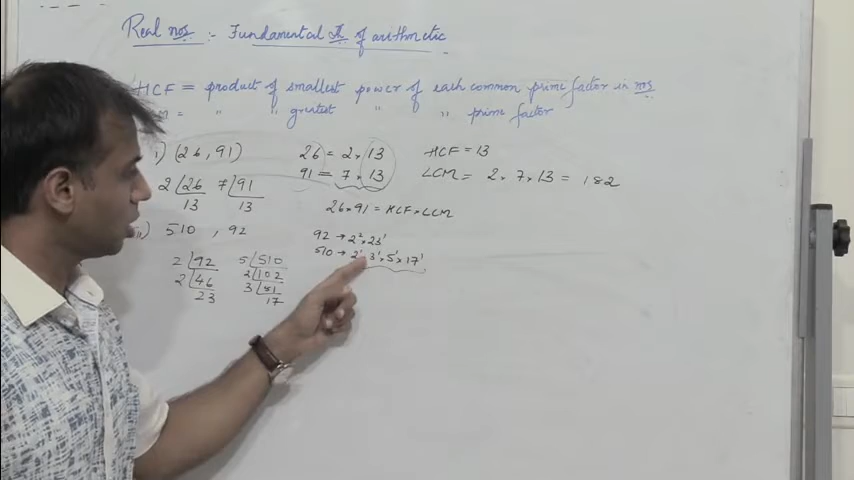 Real nos :- Fundamental Th of arithmetic
HCF = product of smallest power of each common prime factor in nos
= " " greatest " " prime factor
i) (26, 91)
26 = 2 × 13
91 = 7 × 13
HCF = 13
LCM = 2 × 7 × 13 = 182
2 26
13
7 91
13
26 × 91 = HCF × LCM
ii) 510 , 92
92 → 2² × 23¹
510 → 2¹ 3¹ × 5¹ × 17¹
2 92
2 46
23
5 510
2 102
3 51
17